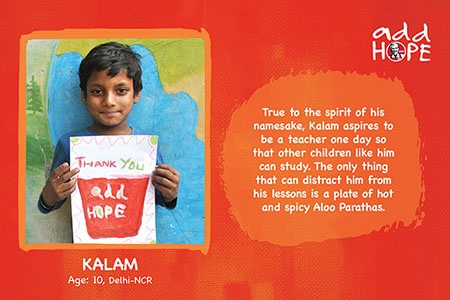 add
HOPE
THANK YOU
add
HOPE
True to the spirit of his
namesake, Kalam aspires to
be a teacher one day so
that other children like him
can study. The only thing
that can distract him from
his lessons is a plate of hot
and spicy Aloo Parathas.
KALAM
Age: 10, Delhi-NCR